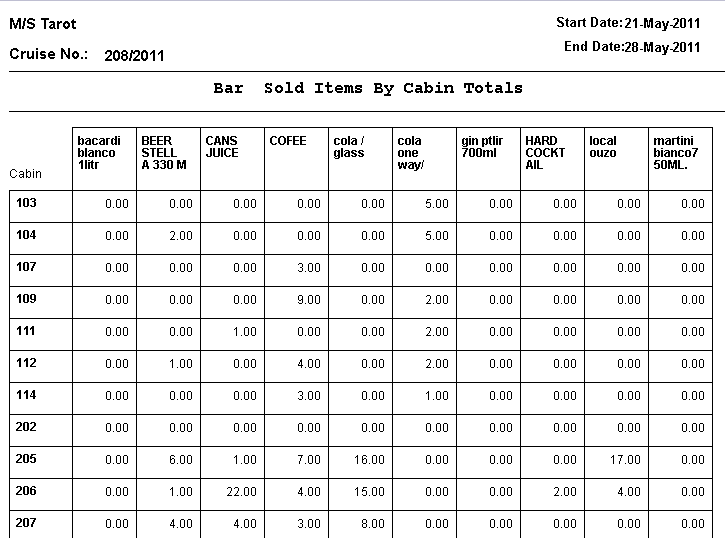 M/S Tarot Start Date:21-May-2011
Cruise No.: 208/2011 End Date:28-May-2011
Bar Sold Items By Cabin Totals
Cabin bacardi blanco 1litr BEER STELL A 330 M CANS JUICE COFEE cola / glass cola one way/ gin ptlir 700ml HARD COCKT AIL local ouzo martini bianco7 50ML.
103 0.00 0.00 0.00 0.00 0.00 5.00 0.00 0.00 0.00 0.00
104 0.00 2.00 0.00 0.00 0.00 5.00 0.00 0.00 0.00 0.00
107 0.00 0.00 0.00 3.00 0.00 0.00 0.00 0.00 0.00 0.00
109 0.00 0.00 0.00 9.00 0.00 2.00 0.00 0.00 0.00 0.00
111 0.00 0.00 1.00 0.00 0.00 2.00 0.00 0.00 0.00 0.00
112 0.00 1.00 0.00 4.00 0.00 2.00 0.00 0.00 0.00 0.00
114 0.00 0.00 0.00 3.00 0.00 1.00 0.00 0.00 0.00 0.00
202 0.00 0.00 0.00 0.00 0.00 0.00 0.00 0.00 0.00 0.00
205 0.00 6.00 1.00 7.00 16.00 0.00 0.00 0.00 17.00 0.00
206 0.00 1.00 22.00 4.00 15.00 0.00 0.00 2.00 4.00 0.00
207 0.00 4.00 4.00 3.00 8.00 0.00 0.00 0.00 0.00 0.00